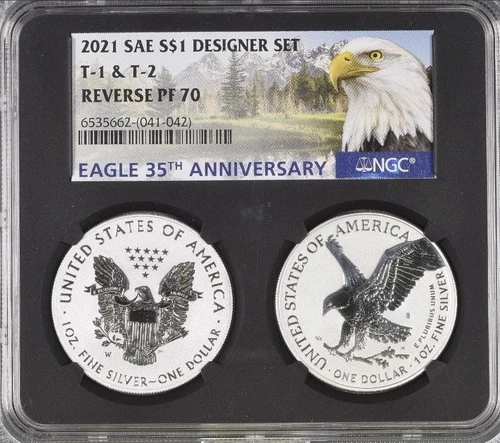 2021 SAE S$1 DESIGNER SET
T-1 & T-2
REVERSE PF 70
6535662-(041-042)
EAGLE 35TH ANNIVERSARY
NGC®
UNITED STATES OF AMERICA
W
1 OZ. FINE SILVER~ONE DOLLAR
UNITED STATES OF AMERICA
E PLURIBUS UNUM
1 OZ. FINE SILVER · ONE DOLLAR ·